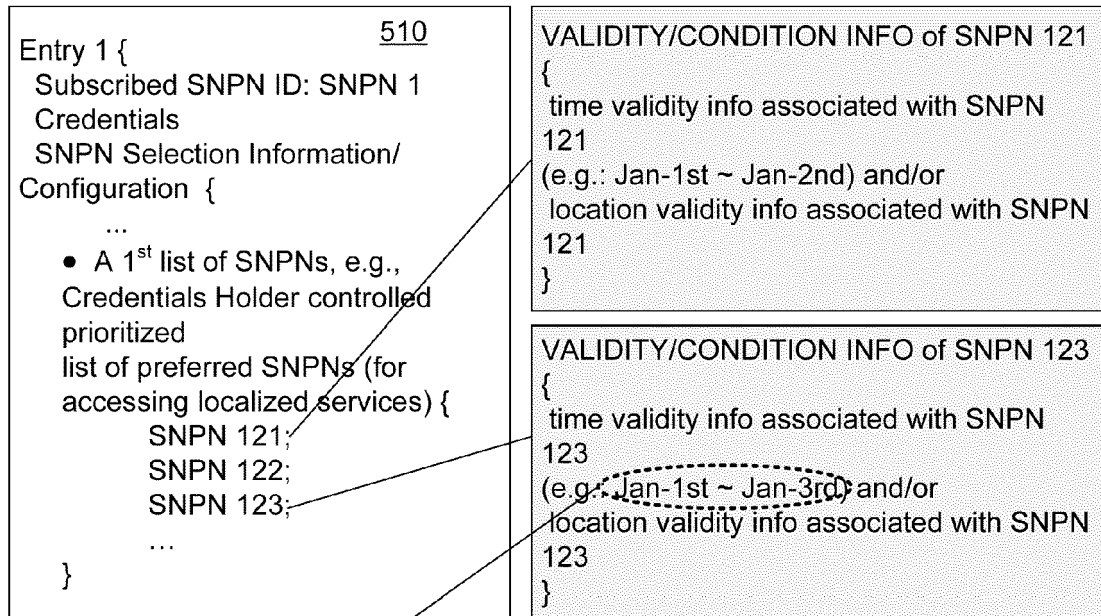 510
Entry 1 {
Subscribed SNPN ID: SNPN 1
Credentials
SNPN Selection Information/
Configuration {
...
• A 1st list of SNPNs, e.g.,
Credentials Holder controlled
prioritized
list of preferred SNPNs (for
accessing localized services) {
SNPN 121;
SNPN 122;
SNPN 123;
...
}
VALIDITY/CONDITION INFO of SNPN 121
{
time validity info associated with SNPN
121
(e.g.: Jan-1st ~ Jan-2nd) and/or
location validity info associated with SNPN
121
}
VALIDITY/CONDITION INFO of SNPN 123
{
time validity info associated with SNPN
123
(e.g.: Jan-1st ~ Jan-3rd) and/or
location validity info associated with SNPN
123
}